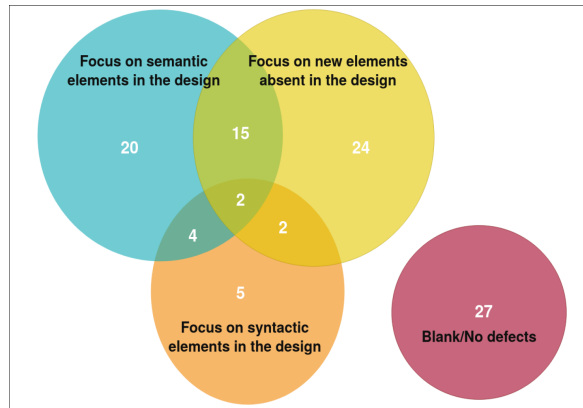 Focus on semantic
elements in the design
Focus on new elements
absent in the design
20
15
24
2
4
2
5
Focus on syntactic
elements in the design
27
Blank/No defects